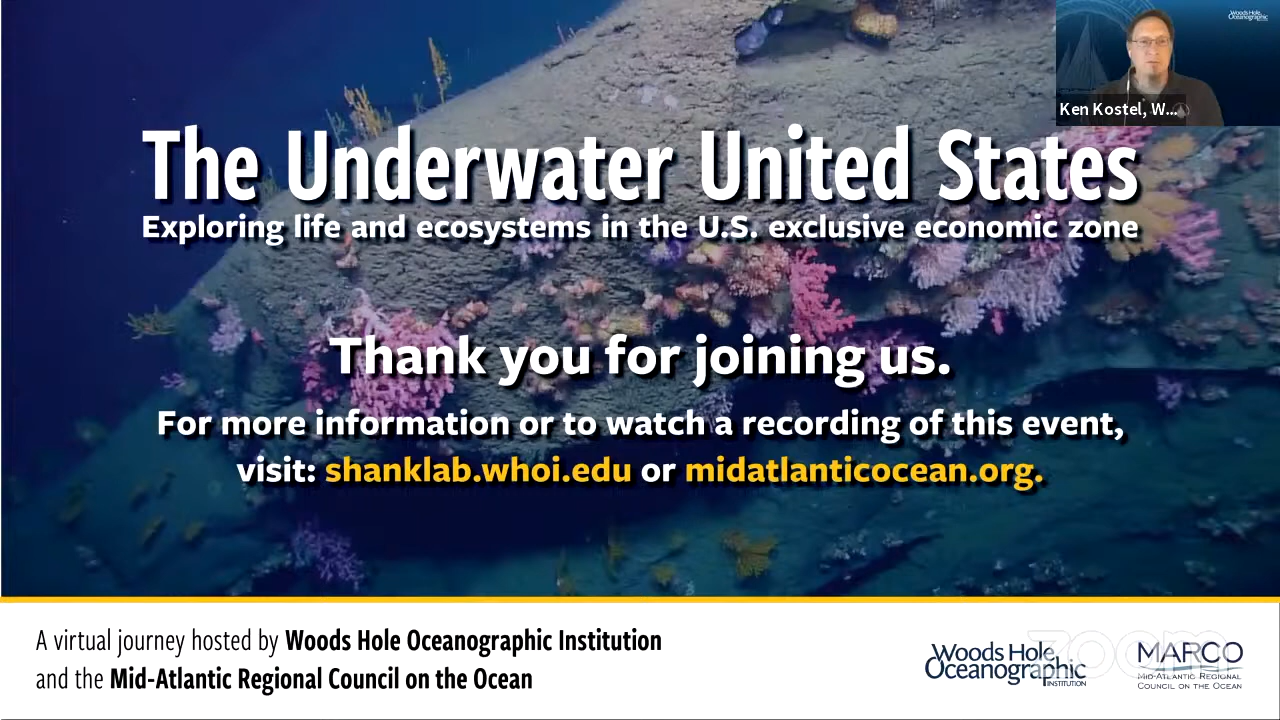 Woods Hole
Oceanographic
Ken Kostel, W...
The Underwater United States
Exploring life and ecosystems in the U.S. exclusive economic zone
Thank you for joining us.
For more information or to watch a recording of this event,
visit: shanklab.whoi.edu or midatlanticocean.org.
A virtual journey hosted by Woods Hole Oceanographic Institution
and the Mid-Atlantic Regional Council on the Ocean
Woods Hole
Oceanographic
INSTITUTION
zoom
MARCO
MID-ATLANTIC REGIONAL
COUNCIL ON THE OCEAN